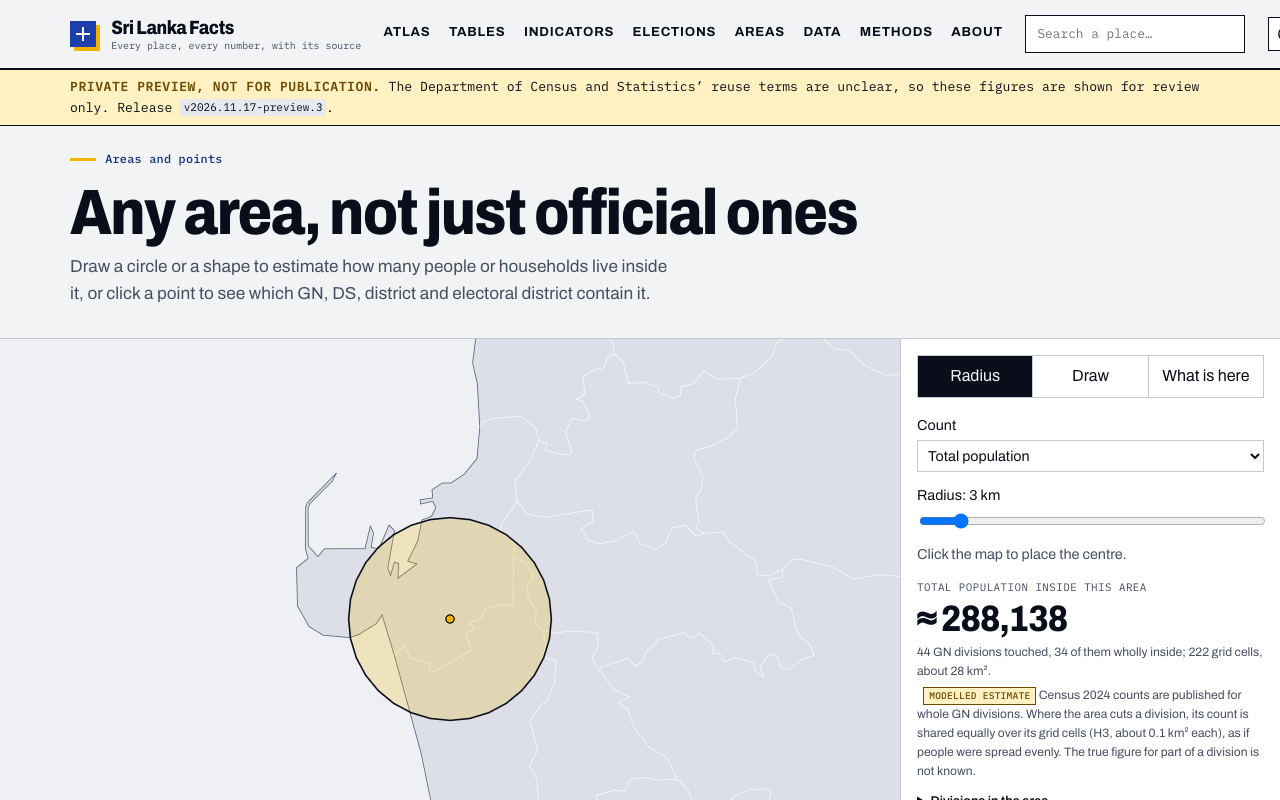 Sri Lanka Facts
Every place, every number, with its source
ATLAS TABLES INDICATORS ELECTIONS AREAS DATA METHODS ABOUT
Search a place…
PRIVATE PREVIEW, NOT FOR PUBLICATION. The Department of Census and Statistics’ reuse terms are unclear, so these figures are shown for review
only. Release v2026.11.17-preview.3.
Areas and points
Any area, not just official ones
Draw a circle or a shape to estimate how many people or households live inside
it, or click a point to see which GN, DS, district and electoral district contain it.
Radius Draw What is here
Count
Total population
Radius: 3 km
Click the map to place the centre.
TOTAL POPULATION INSIDE THIS AREA
≈288,138
44 GN divisions touched, 34 of them wholly inside; 222 grid cells,
about 28 km².
MODELLED ESTIMATE Census 2024 counts are published for
whole GN divisions. Where the area cuts a division, its count is
shared equally over its grid cells (H3, about 0.1 km² each), as if
people were spread evenly. The true figure for part of a division is
not known.
Divisions in the area